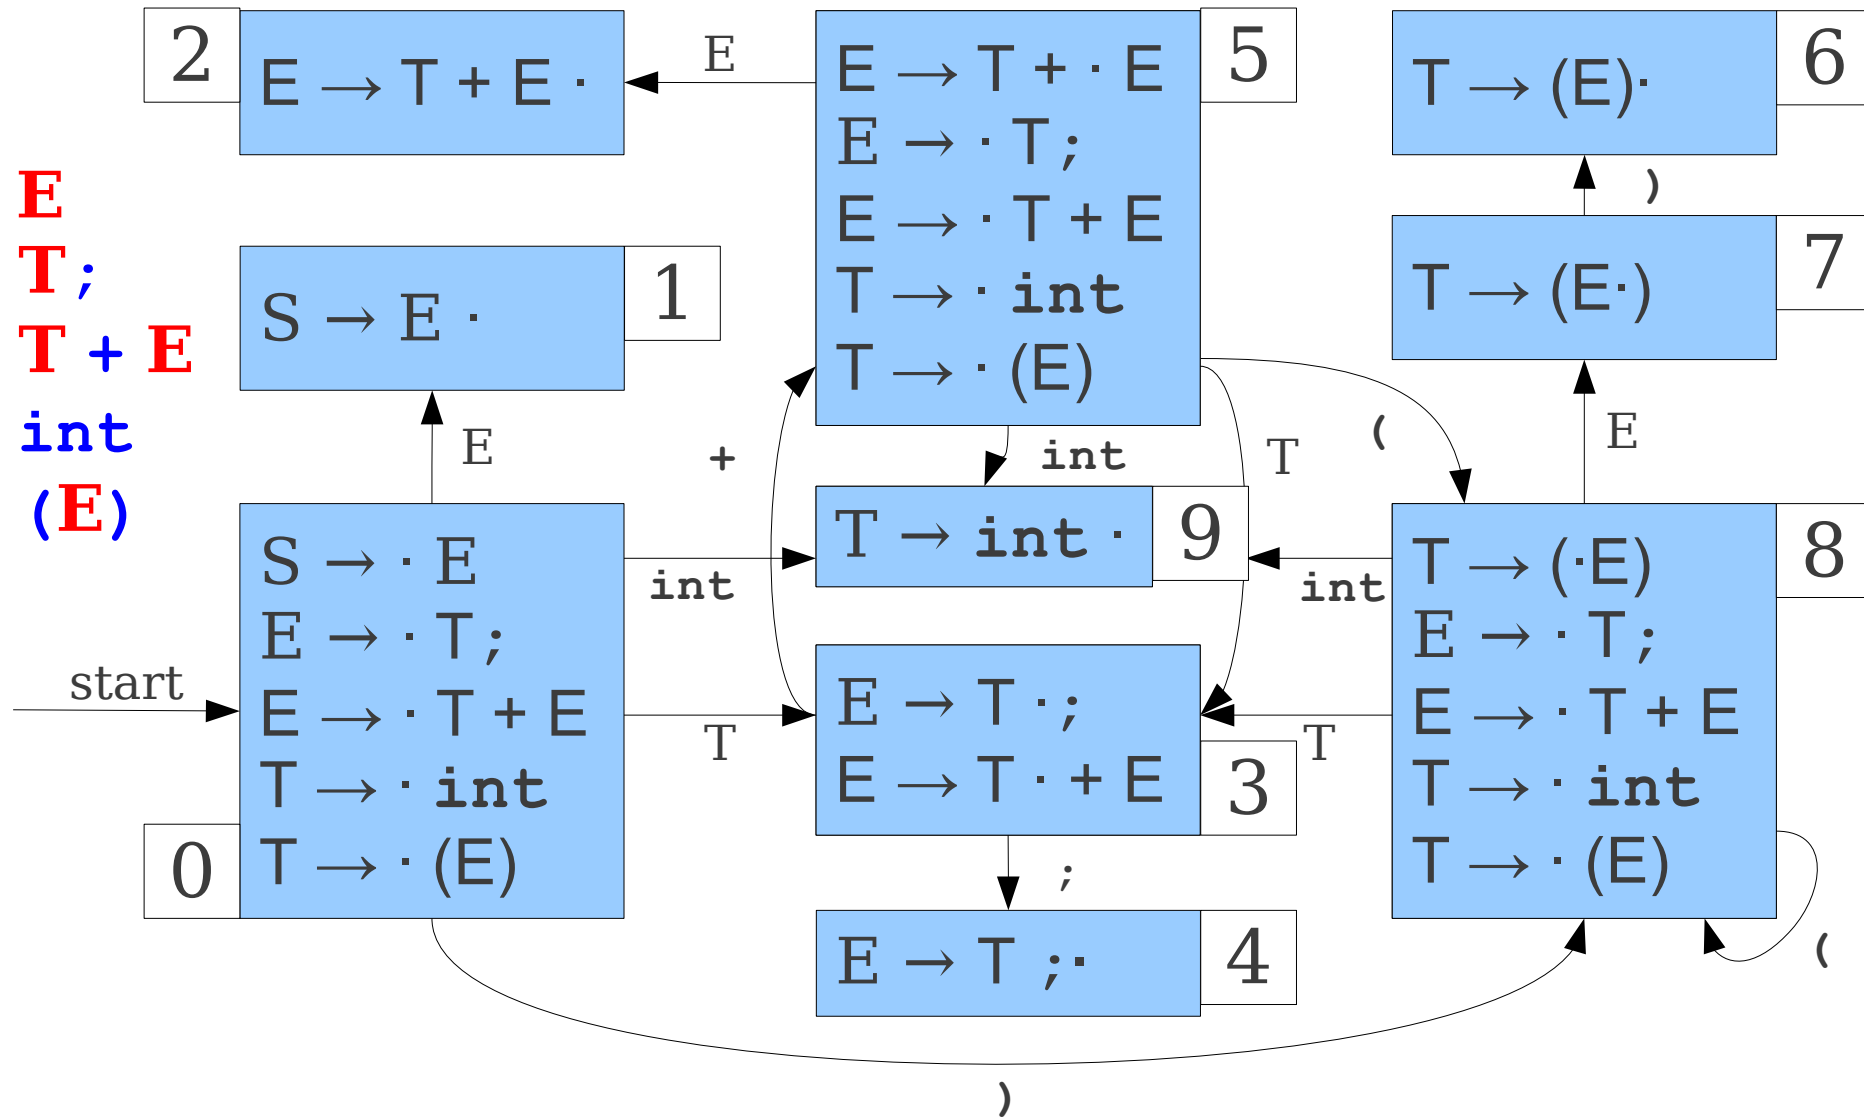 2
E → T + E ·
E
5
E → T + · E
E → · T ;
E → · T + E
T → · int
T → · (E)
6
T → (E)·
)
7
T → (E·)
E
T ;
T + E
int
(E)
1
S → E ·
E
+
int
T
(
E
0
S → · E
E → · T ;
E → · T + E
T → · int
T → · (E)
start
int
T
9
T → int ·
3
E → T · ;
E → T · + E
;
4
E → T ; ·
int
T
8
T → (·E)
E → · T ;
E → · T + E
T → · int
T → · (E)
(
)